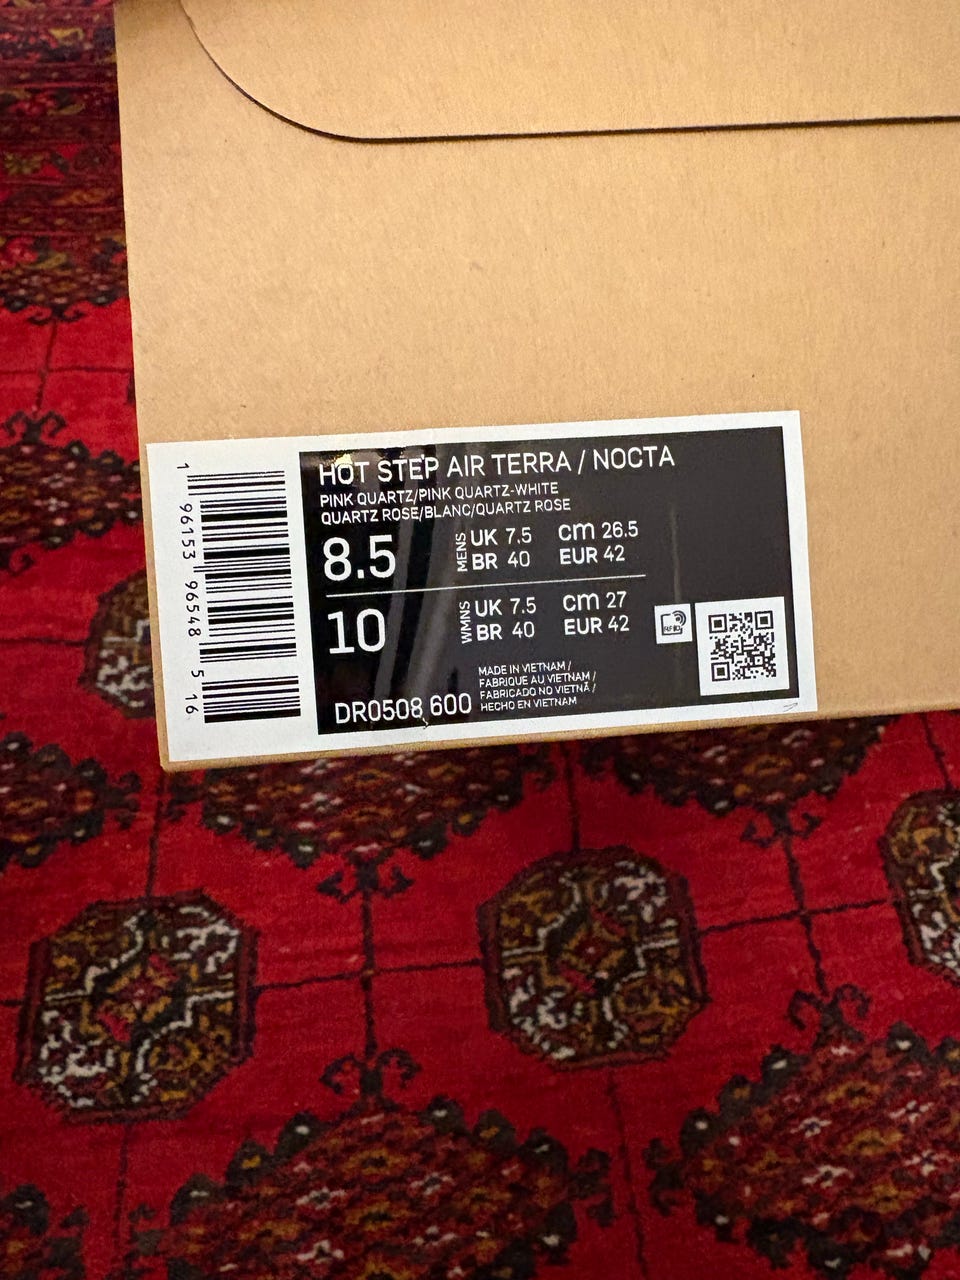 HOT STEP AIR TERRA / NOCTA
PINK QUARTZ/PINK QUARTZ-WHITE
QUARTZ ROSE/BLANC/QUARTZ ROSE
8.5 MENS UK 7.5 CM 26.5
BR 40 EUR 42
10 WMNS UK 7.5 CM 27
BR 40 EUR 42
MADE IN VIETNAM /
FABRIQUE AU VIETNAM /
FABRICADO NO VIETNÃ /
HECHO EN VIETNAM
DR0508 600
RFID
1 96153 96548 5 16